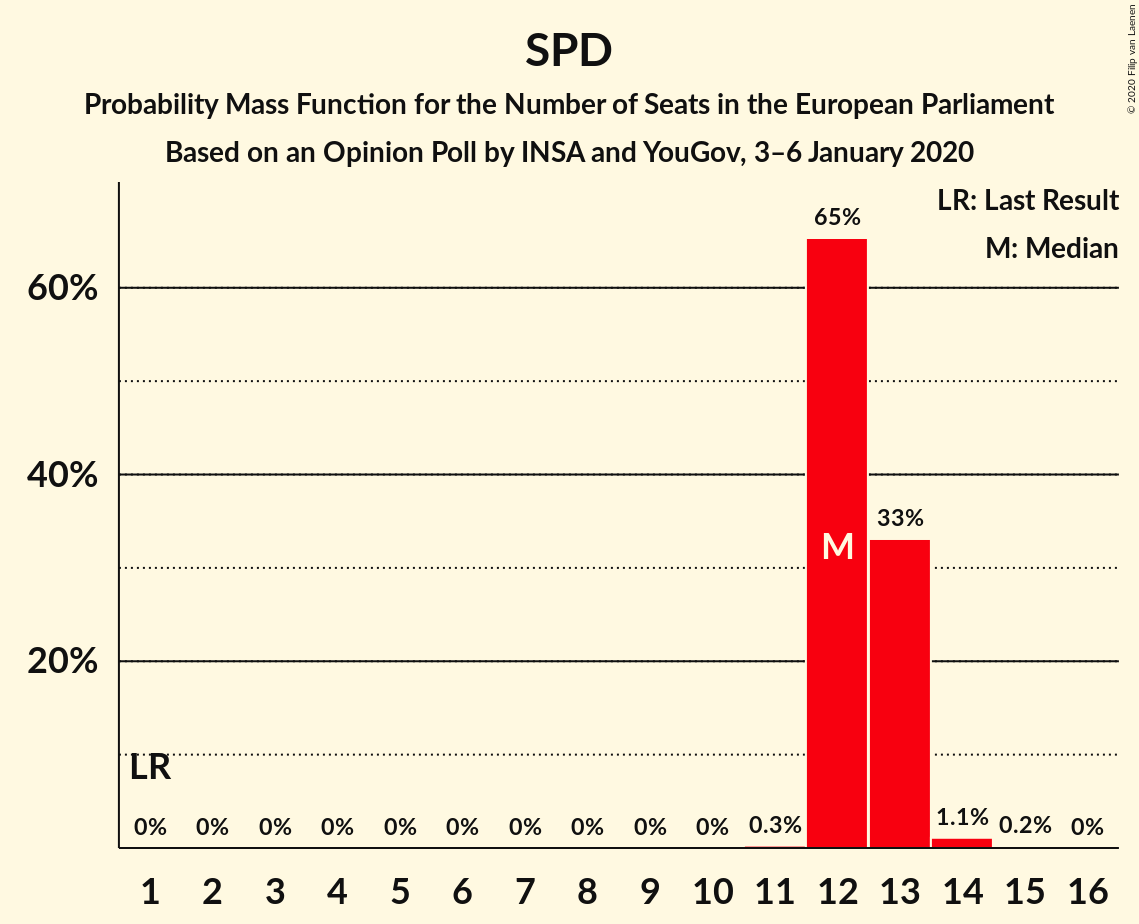 SPD
Probability Mass Function for the Number of Seats in the European Parliament
Based on an Opinion Poll by INSA and YouGov, 3–6 January 2020
© 2020 Filip van Laenen
LR: Last Result
M: Median
60%
40%
20%
65%
33%
M
LR
0% 0% 0% 0% 0% 0% 0% 0% 0% 0% 0.3% 1.1% 0.2% 0%
1 2 3 4 5 6 7 8 9 10 11 12 13 14 15 16